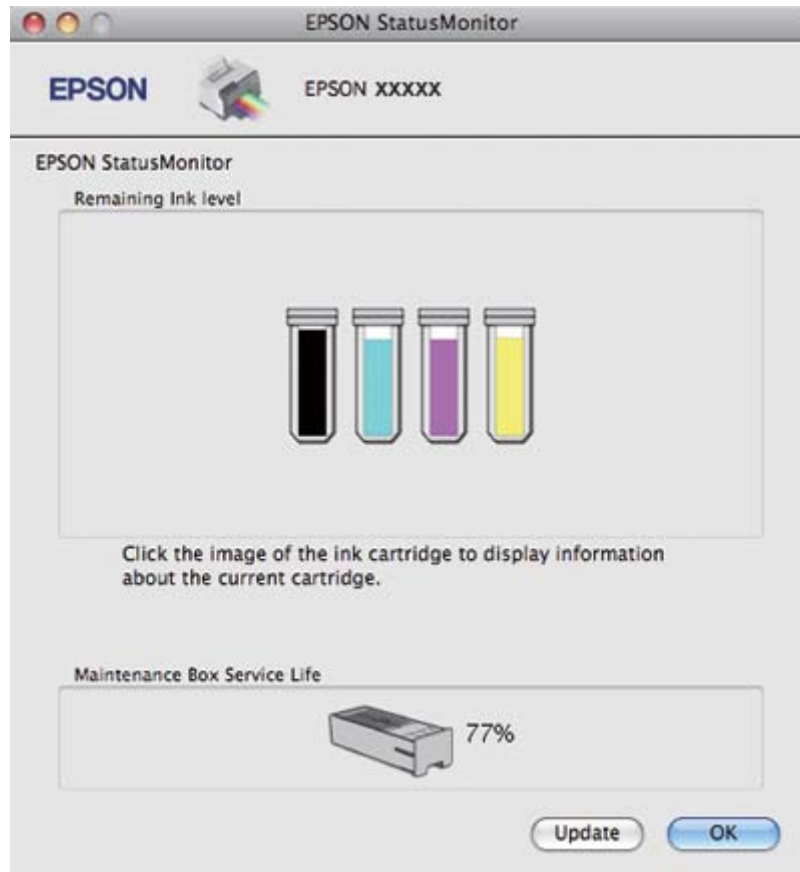 EPSON StatusMonitor
EPSON
EPSON XXXXX
EPSON StatusMonitor
Remaining Ink level
Click the image of the ink cartridge to display information
about the current cartridge.
Maintenance Box Service Life
77%
Update
OK